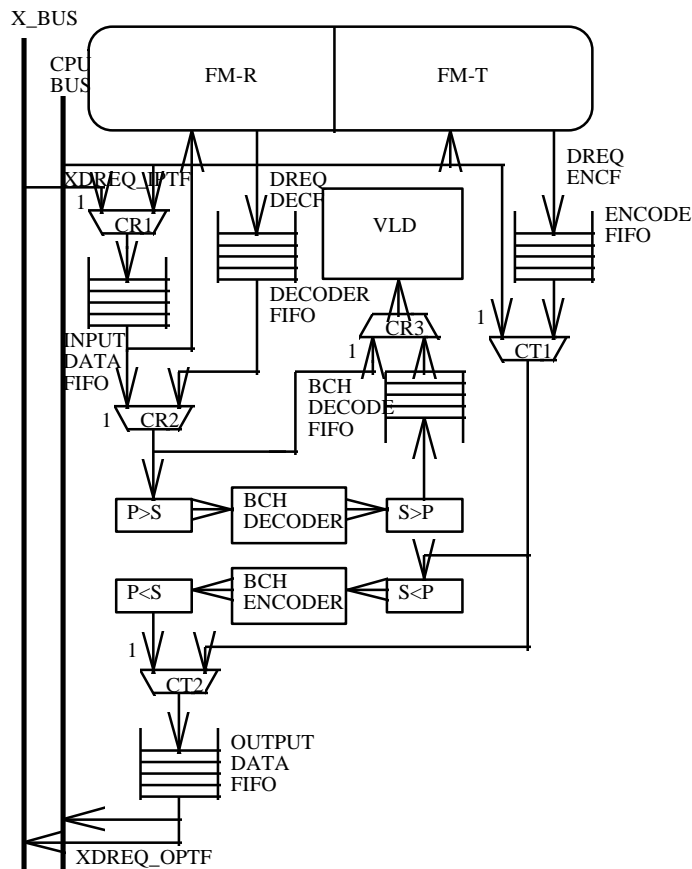 X_BUS
CPU
BUS
FM-R
FM-T
XDREQ_IPTF
DREQ
DECF
DREQ
ENCF
1
CR1
VLD
ENCODE
FIFO
DECODER
FIFO
INPUT
DATA
FIFO
CR3
1
1
CT1
BCH
DECODE
FIFO
1
CR2
P>S
BCH
DECODER
S>P
P<S
BCH
ENCODER
S<P
1
CT2
OUTPUT
DATA
FIFO
XDREQ_OPTF